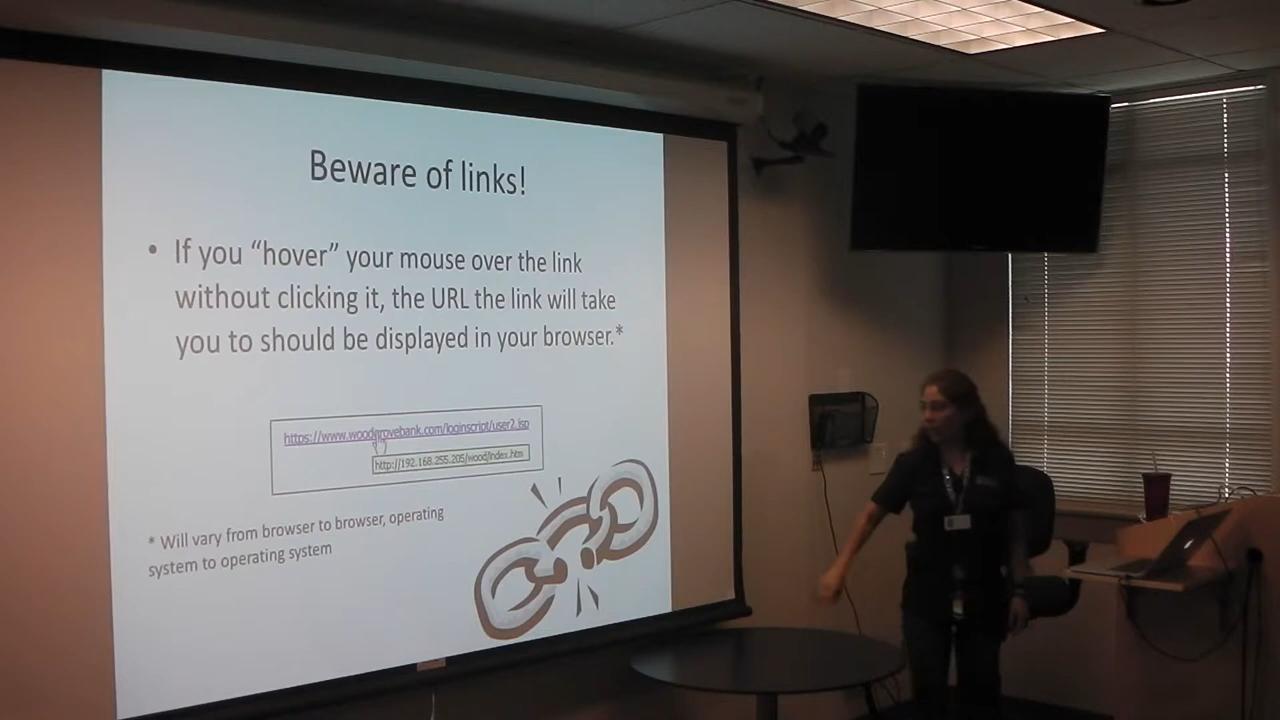 Beware of links!
• If you “hover” your mouse over the link
without clicking it, the URL the link will take
you to should be displayed in your browser.*
https://www.woodgrovebank.com/loginscript/user2.jsp
http://192.168.255.205/wood/index.htm
* Will vary from browser to browser, operating
system to operating system